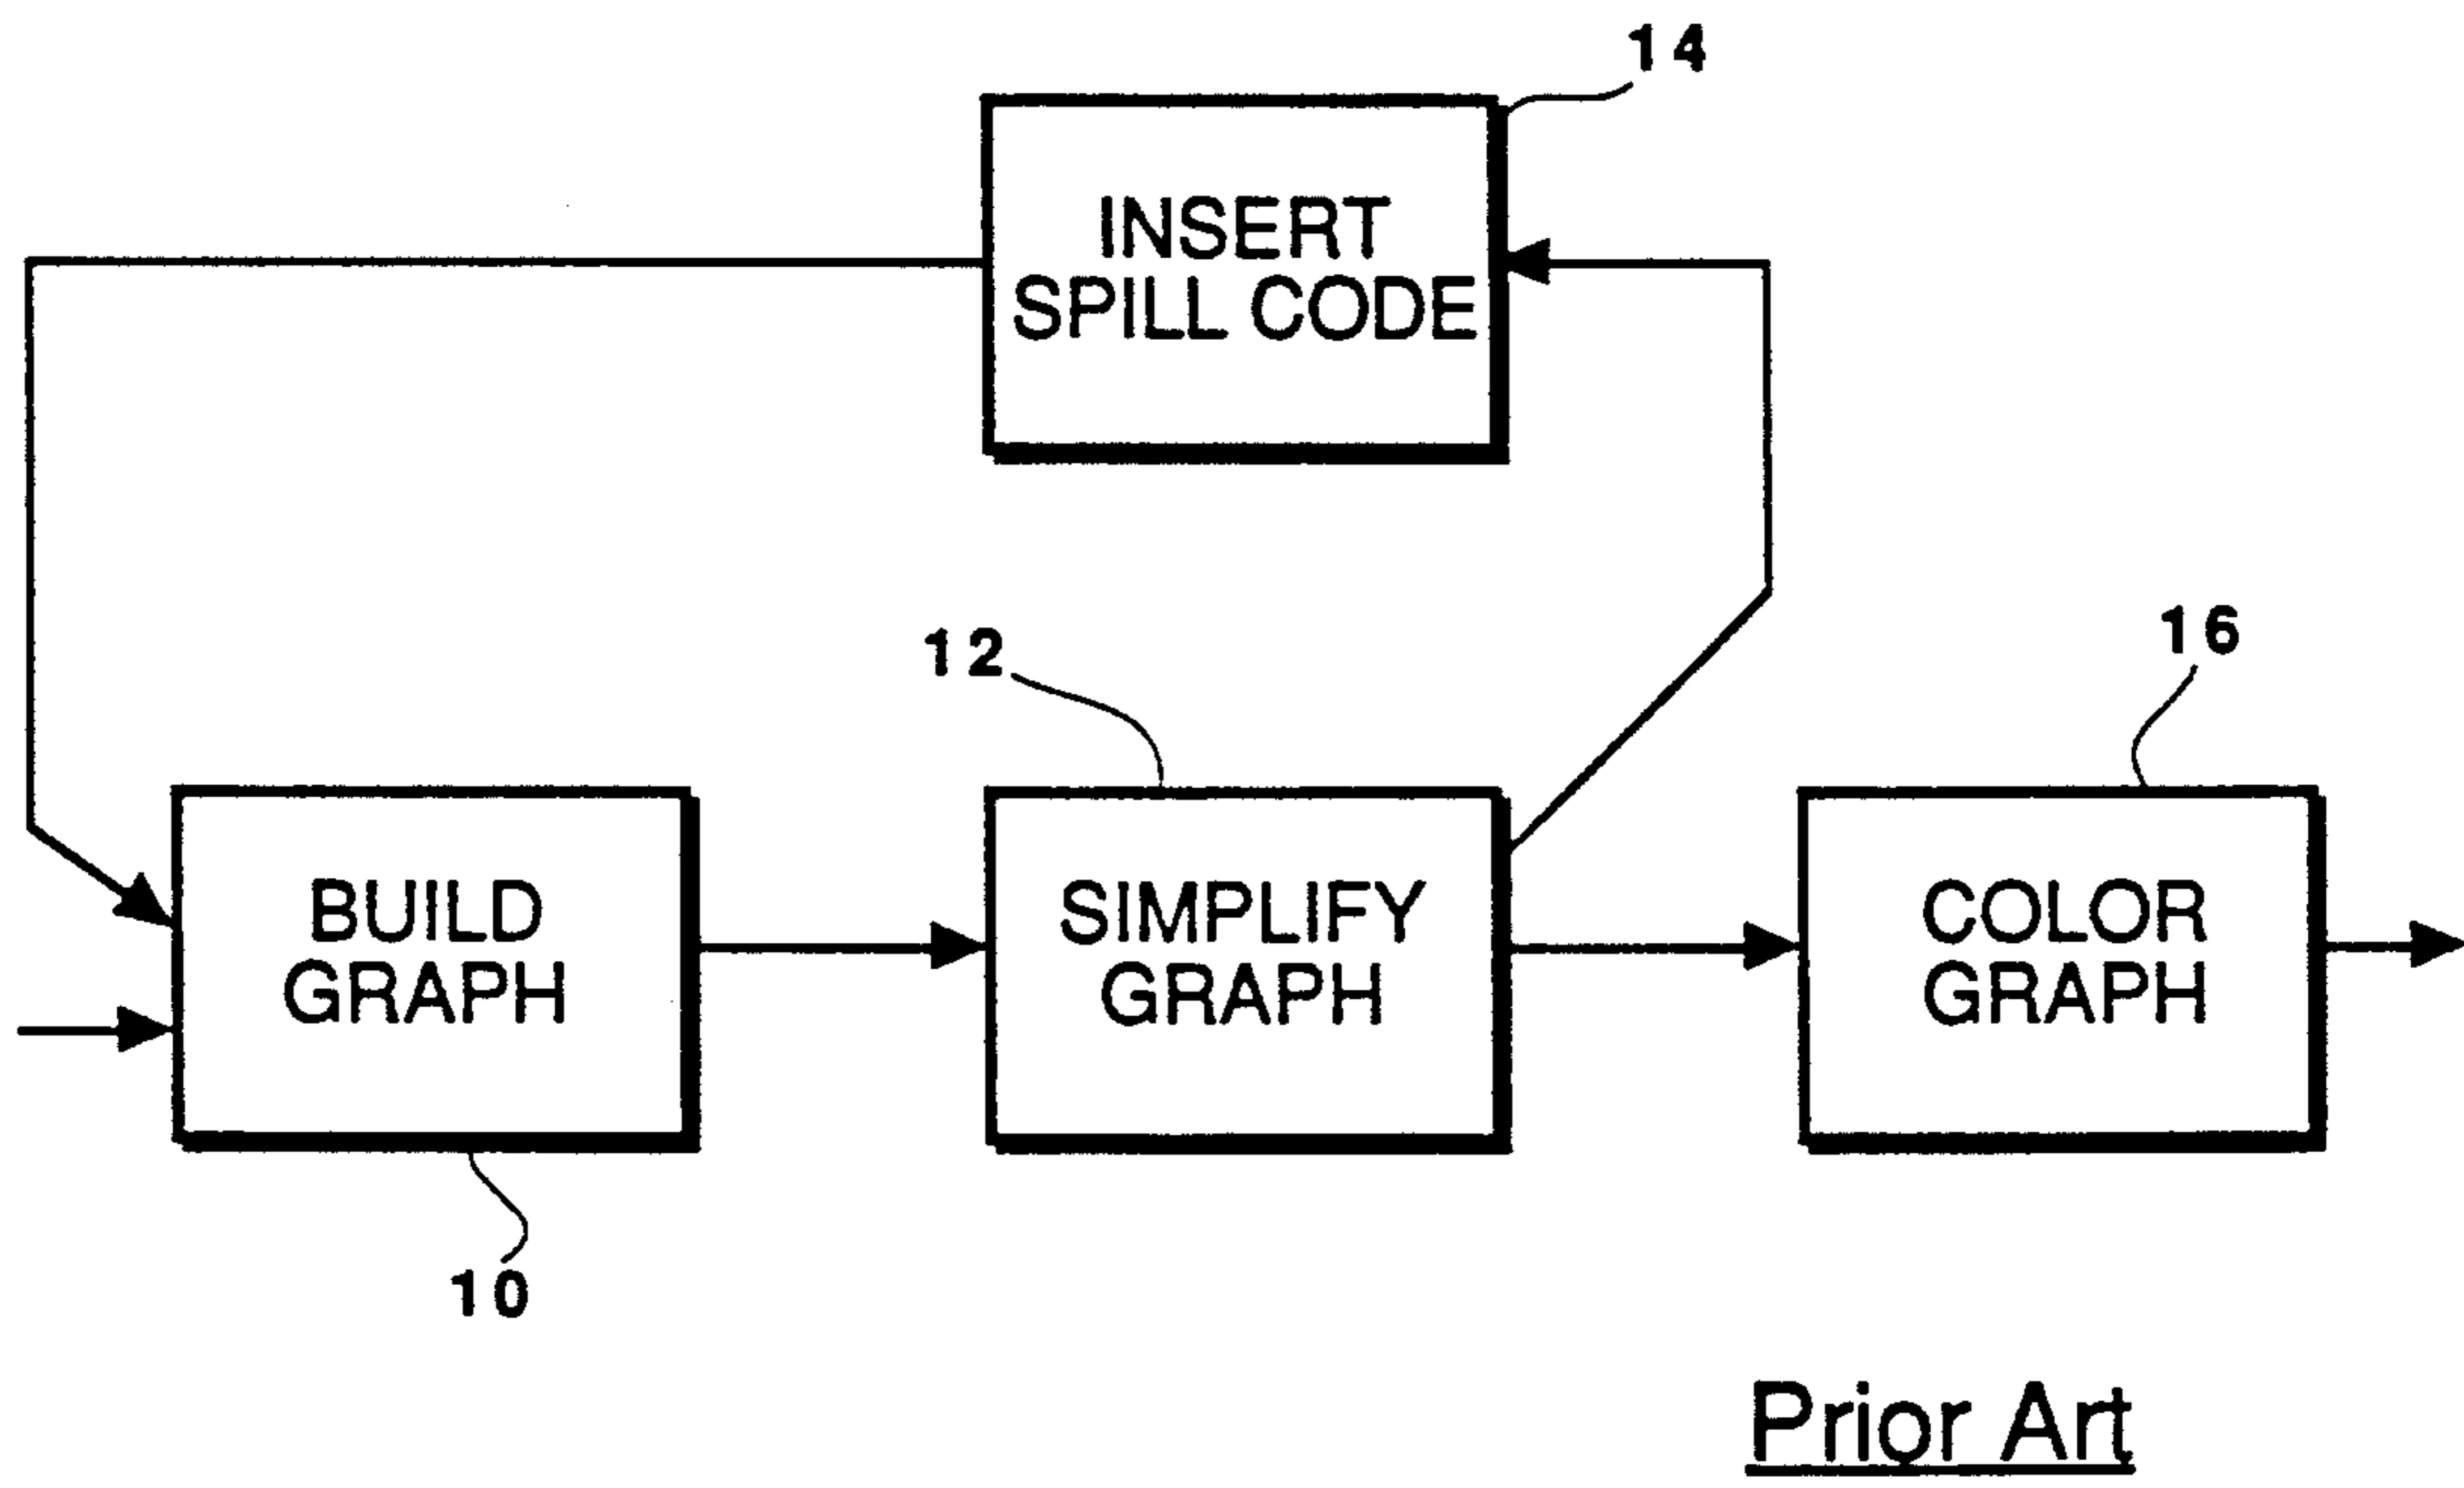 14
INSERT
SPILL CODE
12
16
BUILD
GRAPH
SIMPLIFY
GRAPH
COLOR
GRAPH
10
Prior Art